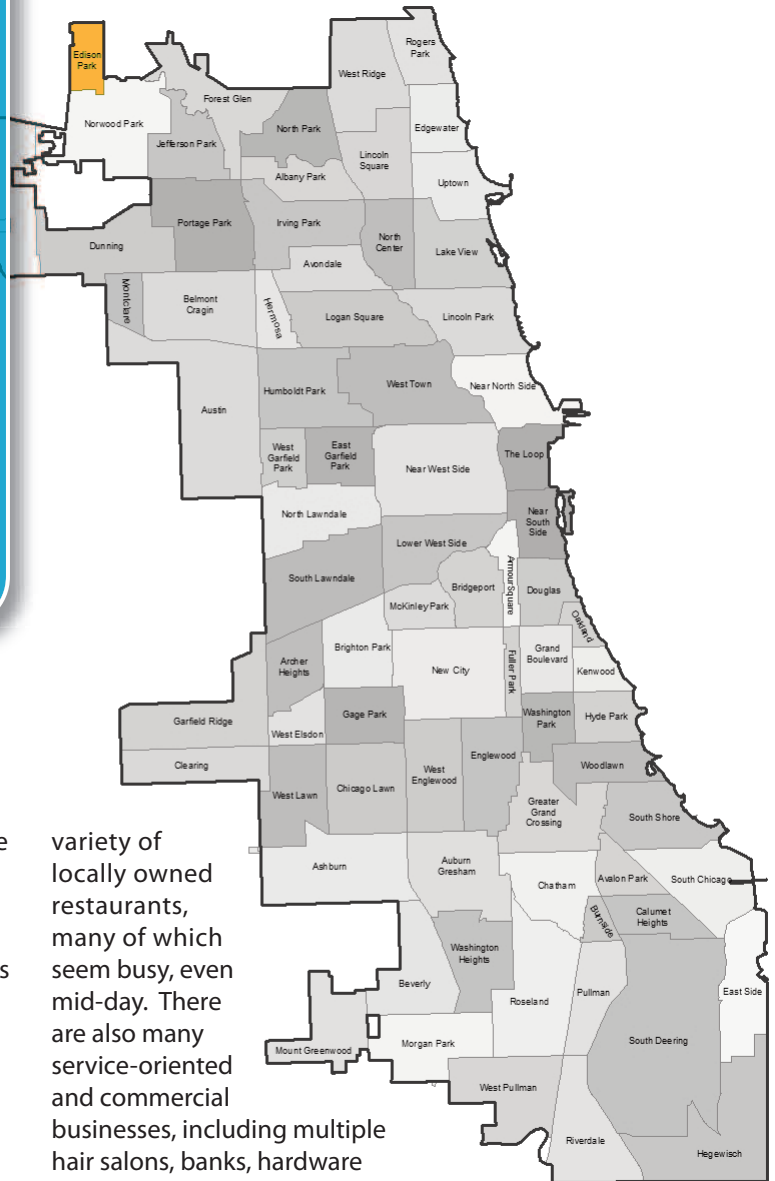 Edison
Park
Rogers
Park
West Ridge
Forest Glen
Norwood Park
North Park
Edgewater
Jefferson Park
Lincoln
Square
Albany Park
Uptown
Portage Park
Irving Park
North
Center
Lake View
Dunning
Avondale
Montclare
Belmont
Cragin
Hermosa
Logan Square
Lincoln Park
Near North Side
West Town
Humboldt Park
Austin
West
Garfield
Park
East
Garfield
Park
Near West Side
The Loop
North Lawndale
Near
South
Side
Lower West Side
South Lawndale
Bridgeport
ArmourSquare
Douglas
McKinley Park
Oakland
Brighton Park
Archer
Heights
New City
Fuller Park
Grand
Boulevard
Kenwood
Gage Park
Garfield Ridge
West Elsdon
Washington
Park
Hyde Park
Clearing
West Lawn
Chicago Lawn
West
Englewood
Englewood
Woodlawn
Greater
Grand
Crossing
South Shore
Ashburn
Auburn
Gresham
Chatham
Avalon Park
South Chicago
Burnside
Calumet
Heights
Washington
Heights
Beverly
Roseland
Pullman
East Side
Mount Greenwood
Morgan Park
South Deering
West Pullman
Riverdale
Hegewisch
e
s
variety of
locally owned
restaurants,
many of which
seem busy, even
mid-day.  There
are also many
service-oriented
and commercial
businesses, including multiple
hair salons, banks, hardware